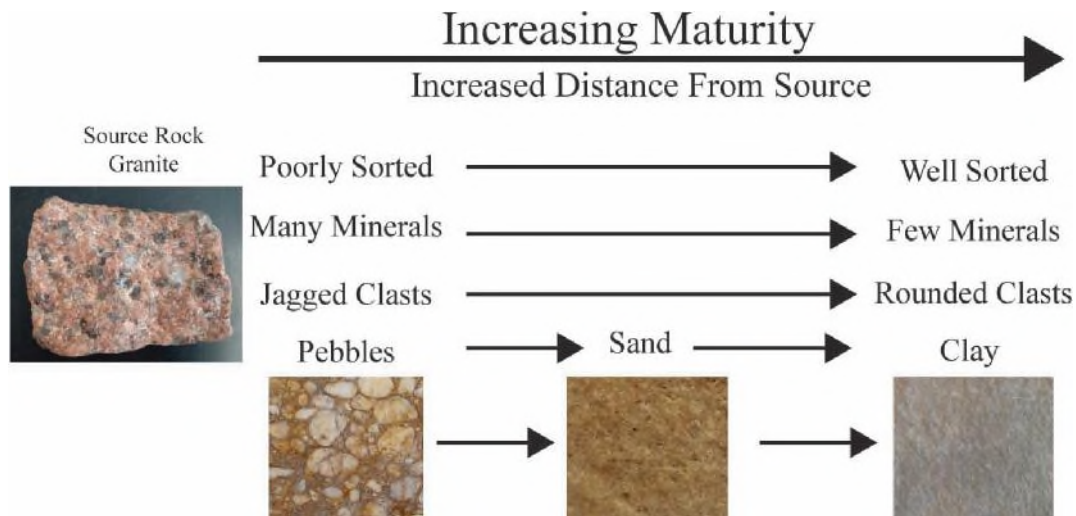 Increasing Maturity
Increased Distance From Source
Source Rock
Granite
Poorly Sorted
Well Sorted
Many Minerals
Few Minerals
Jagged Clasts
Rounded Clasts
Pebbles
Sand
Clay